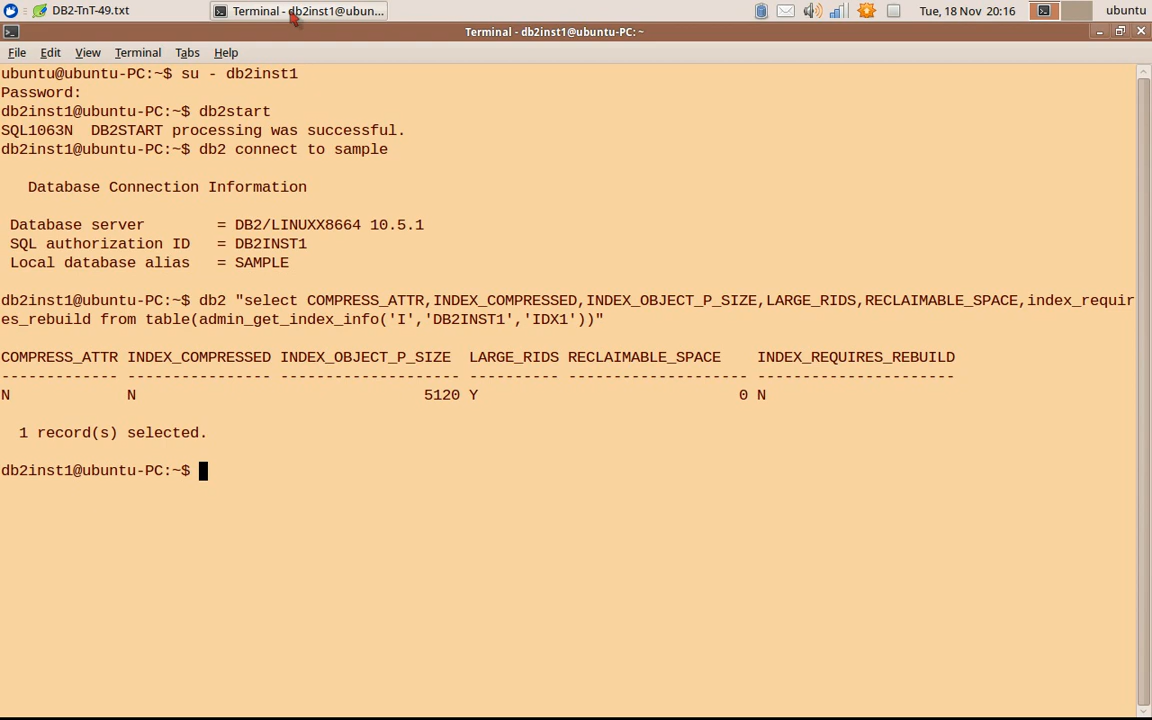 DB2-TnT-49.txt
Terminal - db2inst1@ubun...
Tue, 18 Nov 20:16
ubuntu
Terminal - db2inst1@ubuntu-PC: ~
File Edit View Terminal Tabs Help
ubuntu@ubuntu-PC:~$ su - db2inst1
Password:
db2inst1@ubuntu-PC:~$ db2start
SQL1063N  DB2START processing was successful.
db2inst1@ubuntu-PC:~$ db2 connect to sample
Database Connection Information
Database server        = DB2/LINUXX8664 10.5.1
SQL authorization ID   = DB2INST1
Local database alias   = SAMPLE
db2inst1@ubuntu-PC:~$ db2 "select COMPRESS_ATTR,INDEX_COMPRESSED,INDEX_OBJECT_P_SIZE,LARGE_RIDS,RECLAIMABLE_SPACE,index_requir
es_rebuild from table(admin_get_index_info('I','DB2INST1','IDX1'))"
COMPRESS_ATTR INDEX_COMPRESSED INDEX_OBJECT_P_SIZE  LARGE_RIDS RECLAIMABLE_SPACE    INDEX_REQUIRES_REBUILD
------------- ---------------- -------------------- ---------- -------------------- ----------------------
N             N                                5120 Y                             0 N
1 record(s) selected.
db2inst1@ubuntu-PC:~$